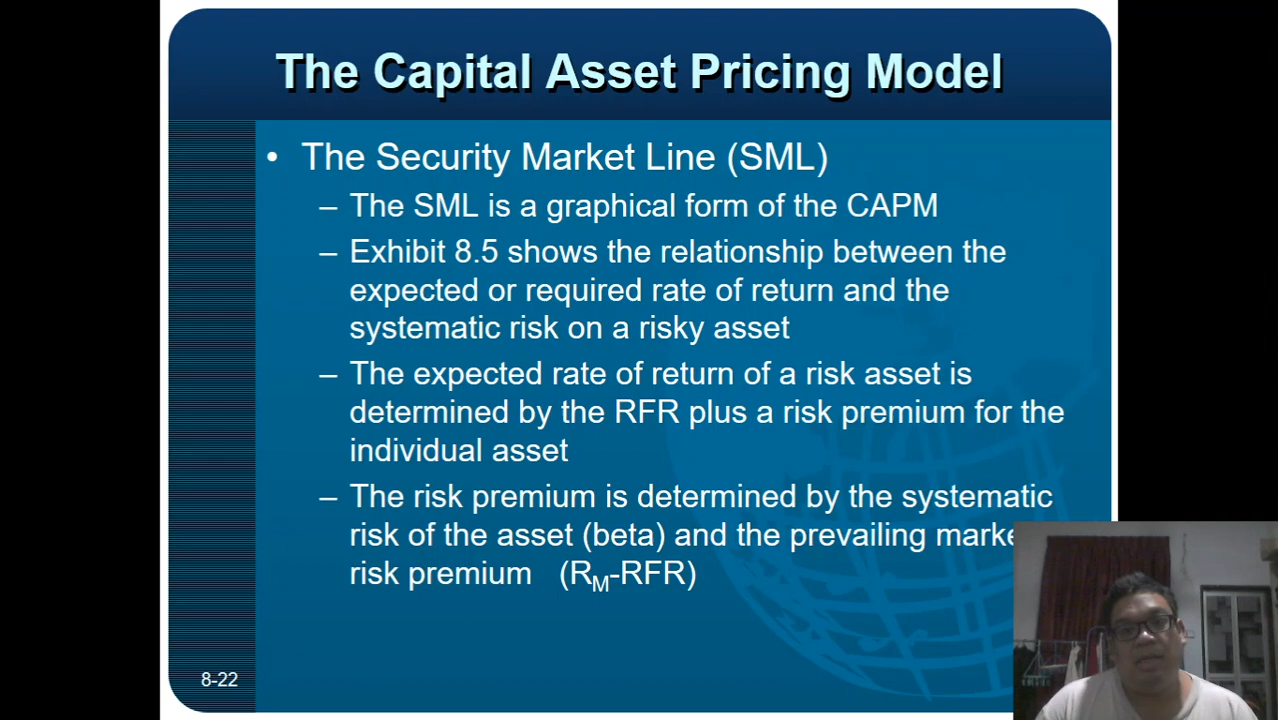 The Capital Asset Pricing Model
• The Security Market Line (SML)
– The SML is a graphical form of the CAPM
– Exhibit 8.5 shows the relationship between the
expected or required rate of return and the
systematic risk on a risky asset
– The expected rate of return of a risk asset is
determined by the RFR plus a risk premium for the
individual asset
– The risk premium is determined by the systematic
risk of the asset (beta) and the prevailing marke
risk premium (RM-RFR)
8-22